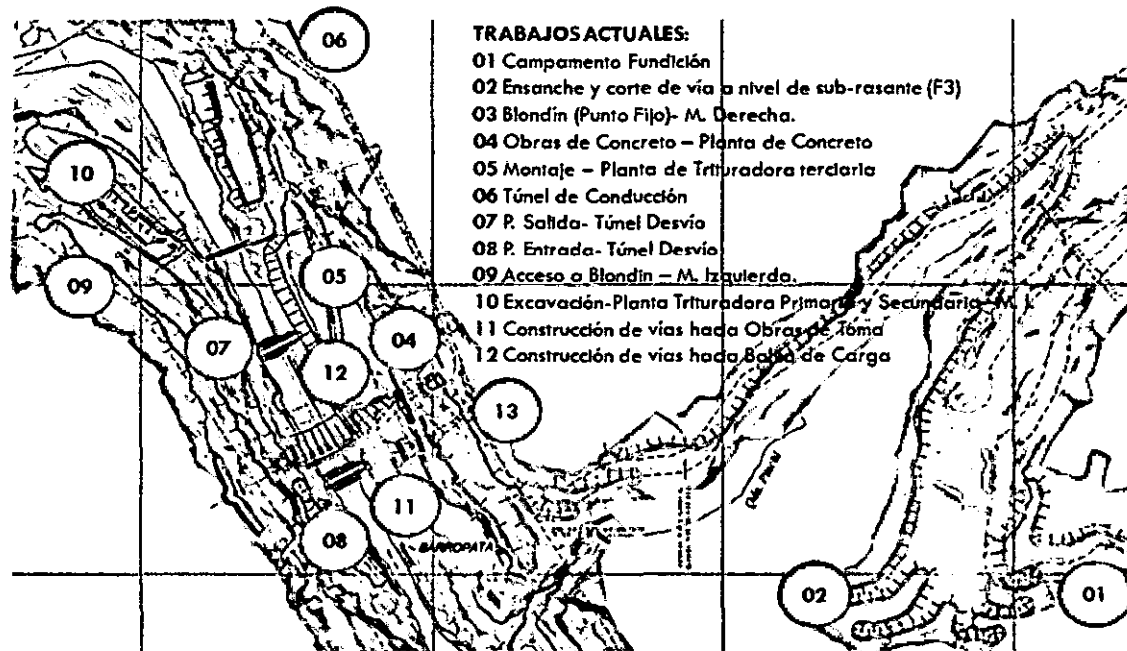 TRABAJOS ACTUALES:
01 Campamento Fundición
02 Ensanche y corte de vía a nivel de sub-rasante (F3)
03 Blondín (Punto Fijo)- M. Derecha.
04 Obras de Concreto – Planta de Concreto
05 Montaje – Planta de Trituradora terciaria
06 Túnel de Conducción
07 P. Salida- Túnel Desvío
08 P. Entrada- Túnel Desvío
09 Acceso a Blondín – M. Izquierda.
10 Excavación-Planta Trituradora Primaria y Secundaria- M. I.
11 Construcción de vías hacia Obras de Toma
12 Construcción de vías hacia Balsa de Carga
06
10
09
05
07
04
12
13
11
08
BARROPATA
02
01